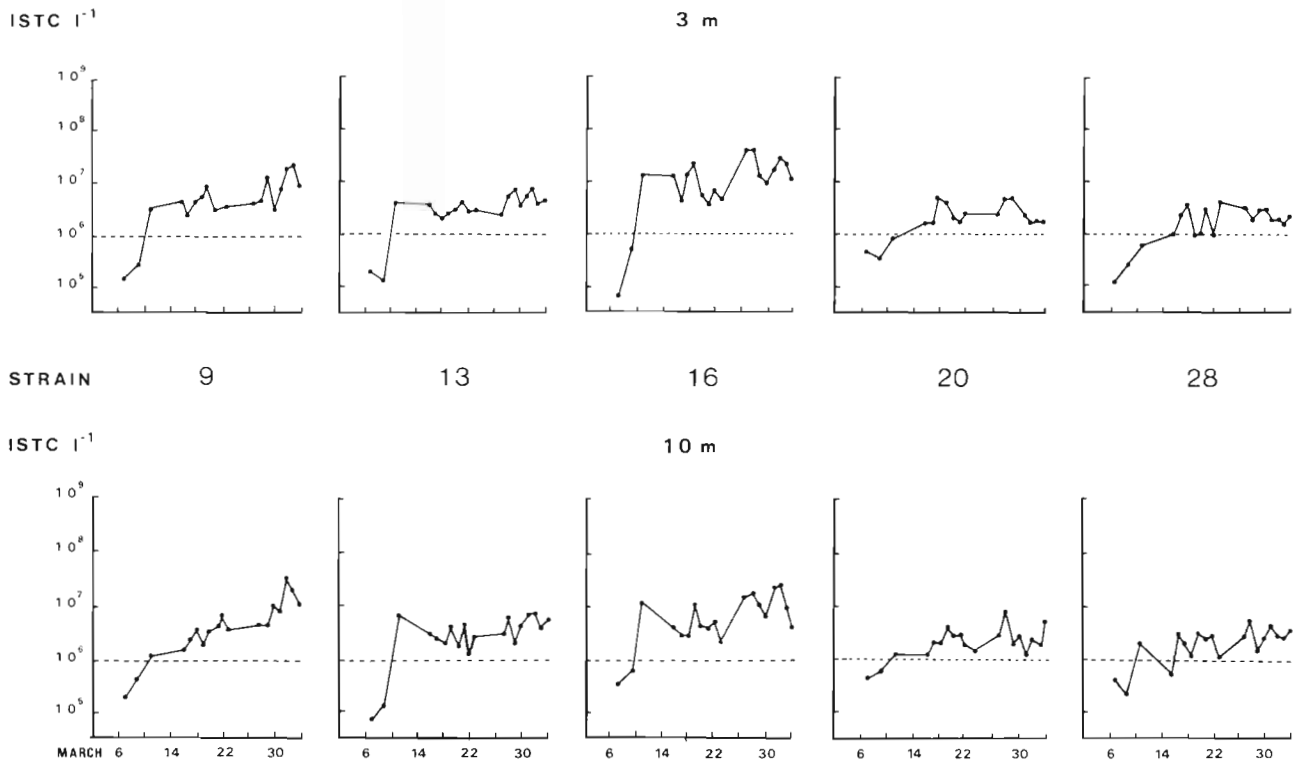 ISTC l⁻¹
3 m
10⁹
10⁸
10⁷
10⁶
10⁵
STRAIN 9 13 16 20 28
ISTC l⁻¹
10 m
10⁹
10⁸
10⁷
10⁶
10⁵
MARCH 6 14 22 30 6 14 22 30 6 14 22 30 6 14 22 30 6 14 22 30